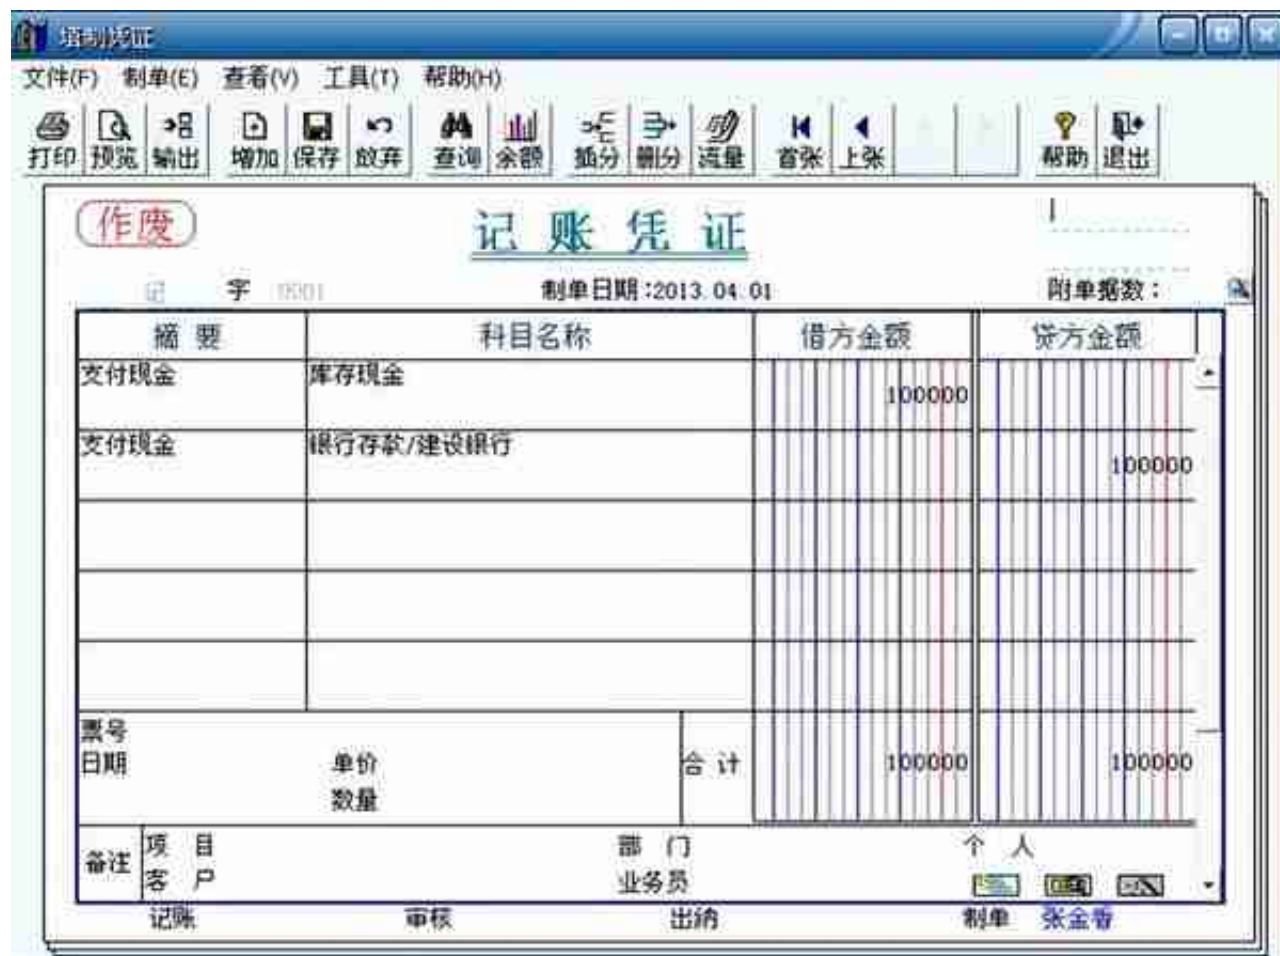 填制凭证
文件(F) 制单(E) 查看(V) 工具(T) 帮助(H)
打印 预览 输出 增加 保存 放弃 查询 余额 插分 删分 流量 首张 上张 帮助 退出
作废
记 账 凭 证
记 字 0001 制单日期:2013.04.01 附单据数:
摘 要 科目名称 借方金额 贷方金额
支付现金 库存现金 100000
支付现金 银行存款/建设银行 100000
票号
日期 单价 合 计 100000 100000
数量
备注 项 目 部 门 个 人
客 户 业务员
记账 审核 出纳 制单 张金香